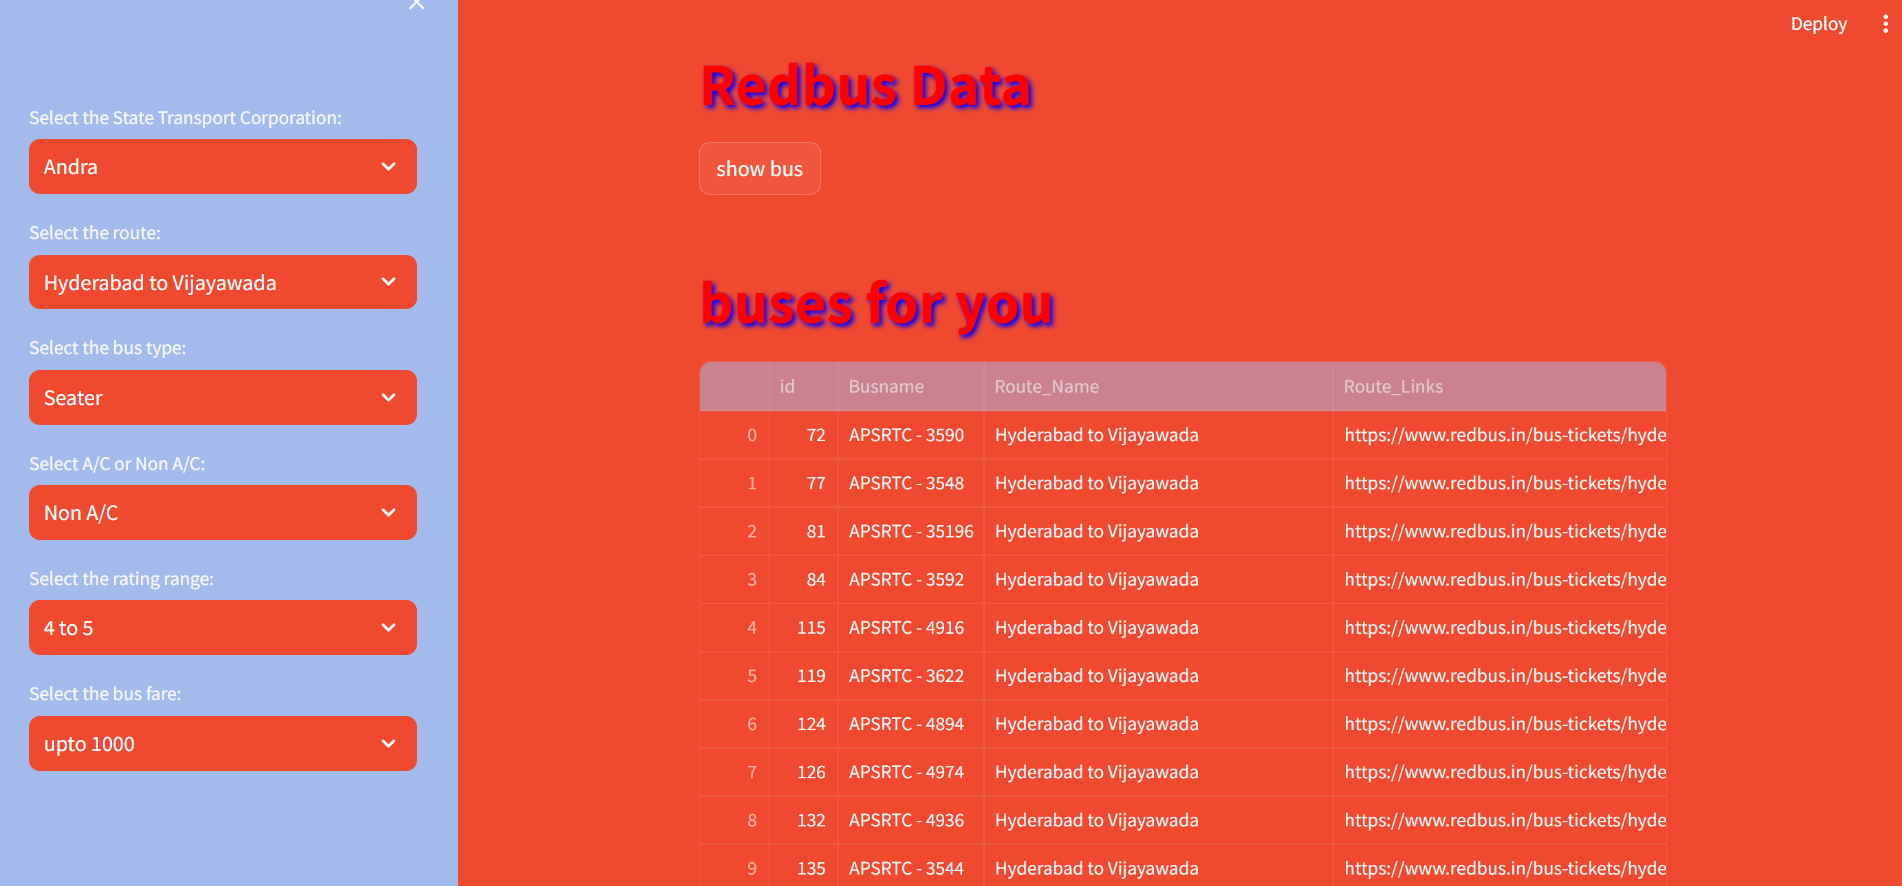 Deploy
Select the State Transport Corporation:
Andra
Select the route:
Hyderabad to Vijayawada
Select the bus type:
Seater
Select A/C or Non A/C:
Non A/C
Select the rating range:
4 to 5
Select the bus fare:
upto 1000
Redbus Data
show bus
buses for you
id Busname Route_Name Route_Links
0 72 APSRTC - 3590 Hyderabad to Vijayawada https://www.redbus.in/bus-tickets/hyde
1 77 APSRTC - 3548 Hyderabad to Vijayawada https://www.redbus.in/bus-tickets/hyde
2 81 APSRTC - 35196 Hyderabad to Vijayawada https://www.redbus.in/bus-tickets/hyde
3 84 APSRTC - 3592 Hyderabad to Vijayawada https://www.redbus.in/bus-tickets/hyde
4 115 APSRTC - 4916 Hyderabad to Vijayawada https://www.redbus.in/bus-tickets/hyde
5 119 APSRTC - 3622 Hyderabad to Vijayawada https://www.redbus.in/bus-tickets/hyde
6 124 APSRTC - 4894 Hyderabad to Vijayawada https://www.redbus.in/bus-tickets/hyde
7 126 APSRTC - 4974 Hyderabad to Vijayawada https://www.redbus.in/bus-tickets/hyde
8 132 APSRTC - 4936 Hyderabad to Vijayawada https://www.redbus.in/bus-tickets/hyde
9 135 APSRTC - 3544 Hyderabad to Vijayawada https://www.redbus.in/bus-tickets/hyde